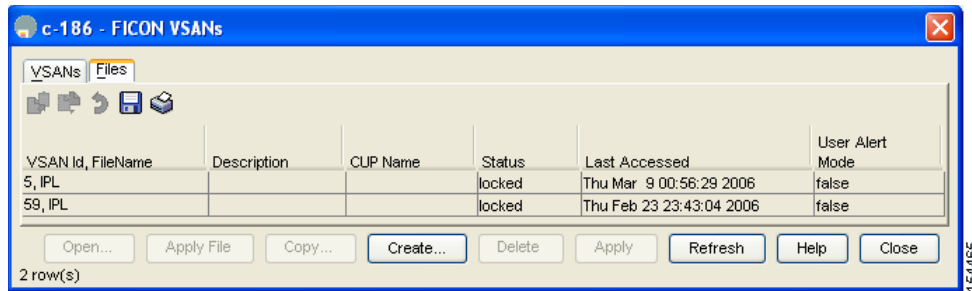 c-186 - FICON VSANs
VSANs Files
User Alert
VSAN Id, FileName Description CUP Name Status Last Accessed Mode
5, IPL locked Thu Mar 9 00:56:29 2006 false
59, IPL locked Thu Feb 23 23:43:04 2006 false
Open... Apply File Copy... Create... Delete Apply Refresh Help Close
2 row(s)